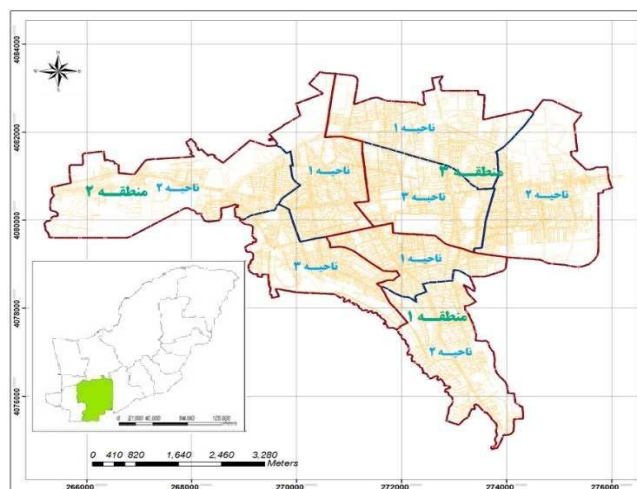 4084000
4082000
4080000
4078000
4076000
N
ناحیه ۱
منطقه ۳
ناحیه ۱
ناحیه ۲
منطقه ۲
ناحیه ۳
ناحیه ۲
ناحیه ۱
ناحیه ۳
منطقه ۱
ناحیه ۲
0 410 820 1,640 2,460 3,280
Meters
266000 268000 270000 272000 274000 276000